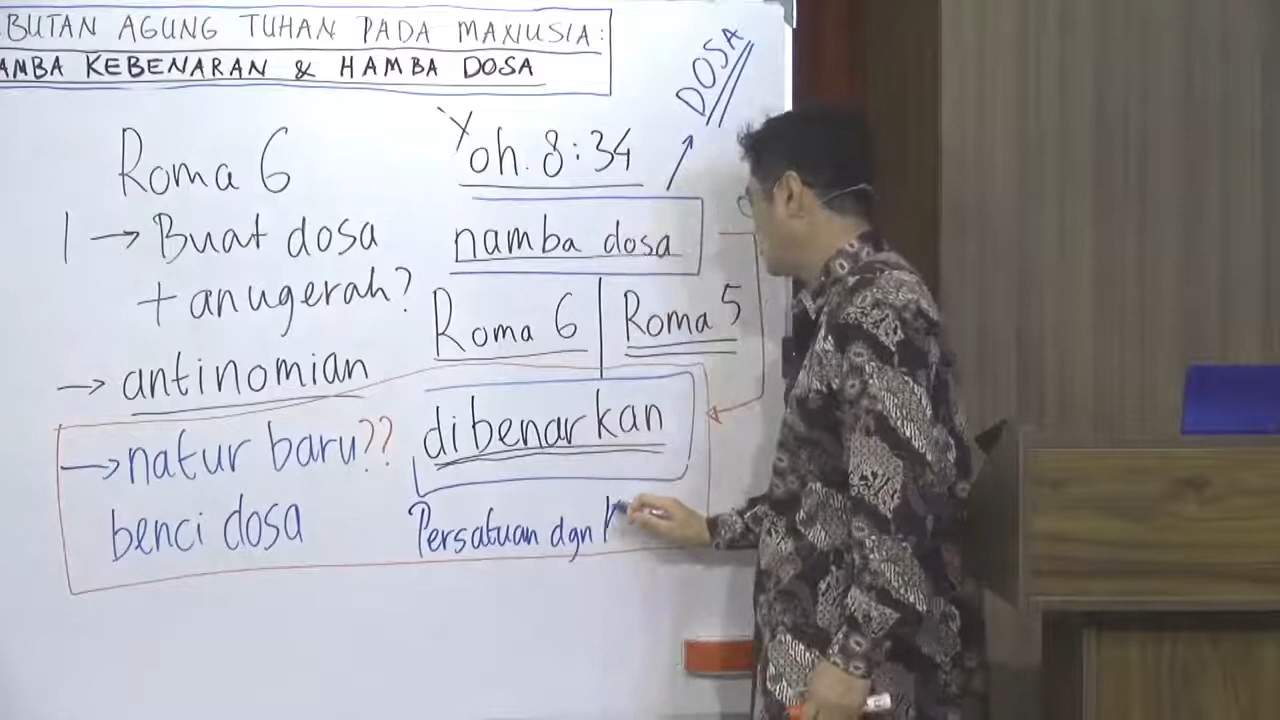 BUTAN AGUNG TUHAN PADA MANUSIA:
AMBA KEBENARAN & HAMBA DOSA
Roma 6
1 → Buat dosa
+ anugerah?
→ antinomian
→ natur baru??
benci dosa
DOSA
Yoh. 8:34
hamba dosa
Roma 6 | Roma 5
dibenarkan
Persatuan dgn K